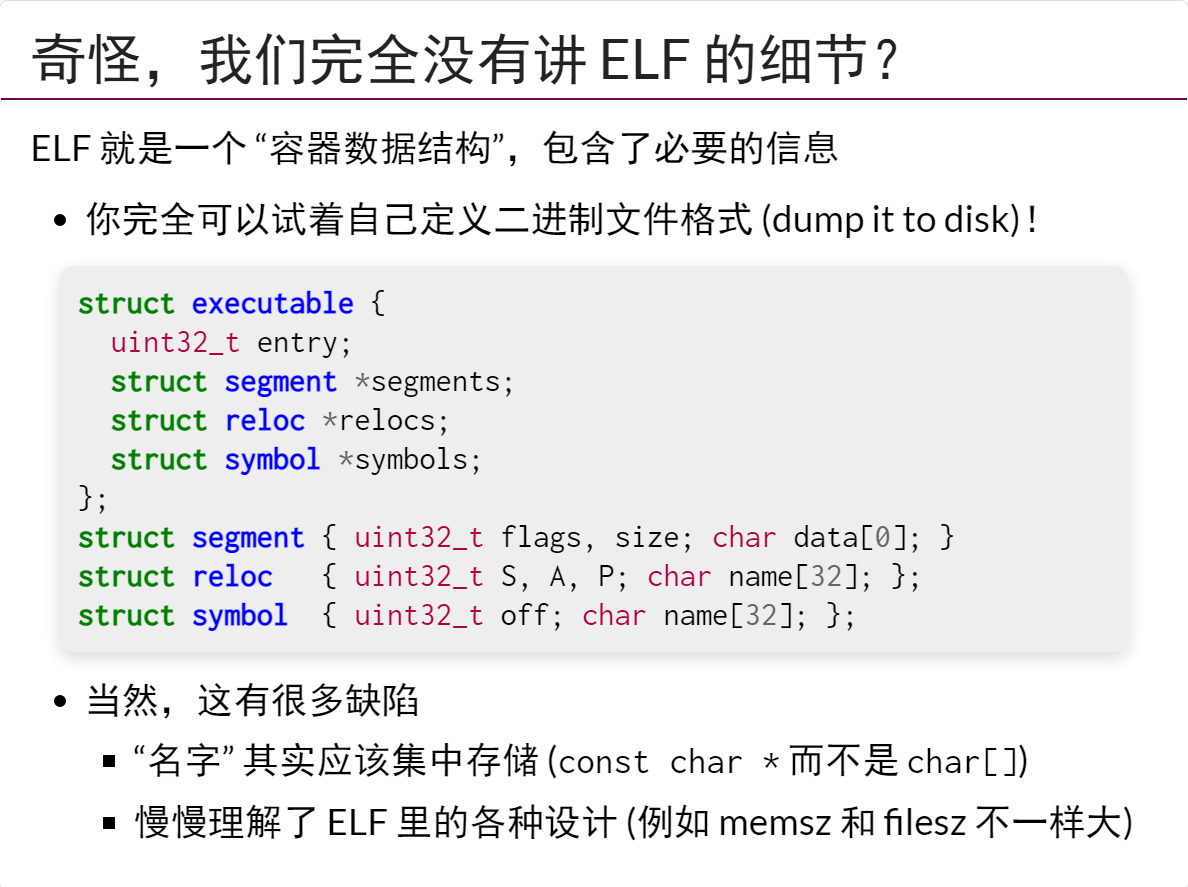 奇怪，我们完全没有讲 ELF 的细节？
ELF 就是一个 “容器数据结构”，包含了必要的信息
• 你完全可以试着自己定义二进制文件格式 (dump it to disk)！
struct executable {
  uint32_t entry;
  struct segment *segments;
  struct reloc *relocs;
  struct symbol *symbols;
};
struct segment { uint32_t flags, size; char data[0]; }
struct reloc   { uint32_t S, A, P; char name[32]; };
struct symbol  { uint32_t off; char name[32]; };
• 当然，这有很多缺陷
▪ “名字” 其实应该集中存储 (const char * 而不是 char[])
▪ 慢慢理解了 ELF 里的各种设计 (例如 memsz 和 filesz 不一样大)